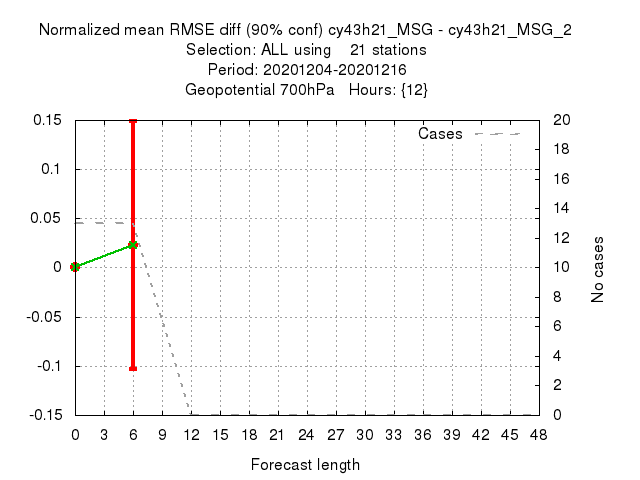 Normalized mean RMSE diff (90% conf) cy43h21_MSG - cy43h21_MSG_2
Selection: ALL using 21 stations
Period: 20201204-20201216
Geopotential 700hPa Hours: {12}
0.15
0.1
0.05
0
-0.05
-0.1
-0.15
Cases
20
18
16
14
12
10
8
6
4
2
0
No cases
0 3 6 9 12 15 18 21 24 27 30 33 36 39 42 45 48
Forecast length